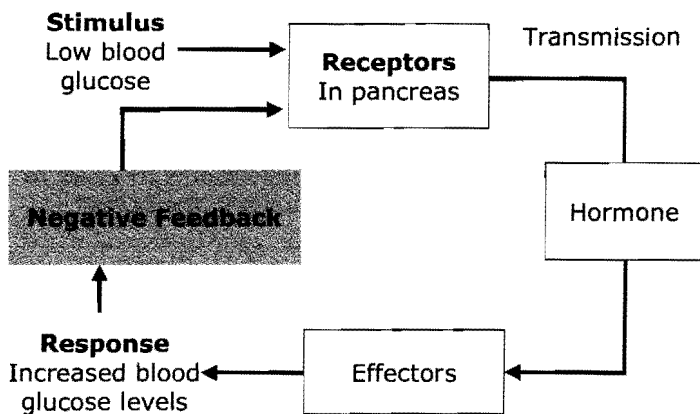 Stimulus
Low blood
glucose
Receptors
In pancreas
Transmission
Negative Feedback
Hormone
Response
Increased blood
glucose levels
Effectors